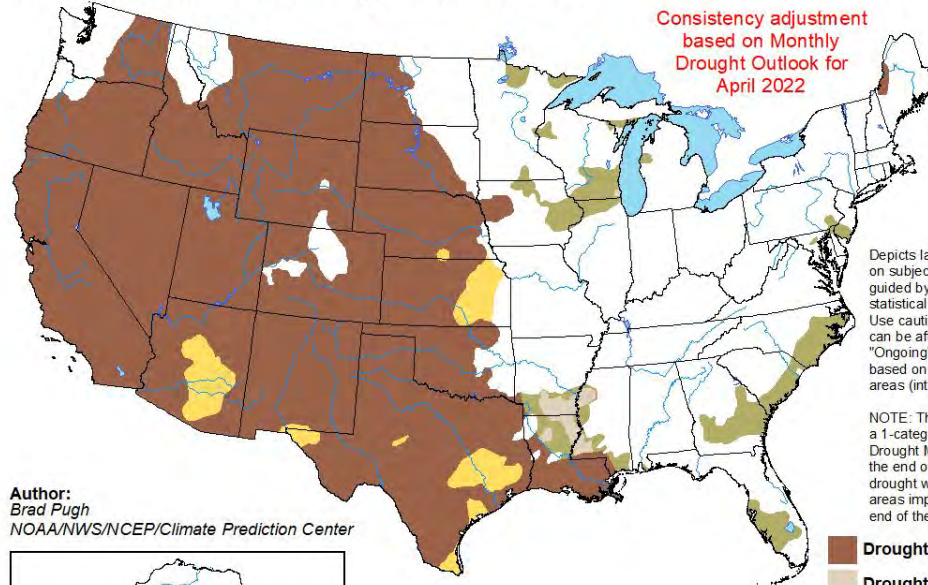 Consistency adjustment
based on Monthly
Drought Outlook for
April 2022
Depicts la
on subjec
guided by
statistical
Use cauti
can be af
"Ongoing"
based on
areas (int
NOTE: Th
a 1-categ
Drought M
the end o
drought w
areas imp
end of the
Author:
Brad Pugh
NOAA/NWS/NCEP/Climate Prediction Center
Drought
Drought